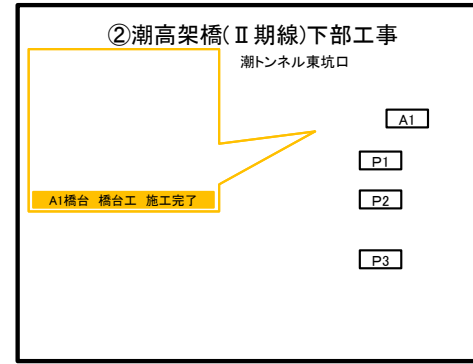 ②潮高架橋(Ⅱ期線)下部工事
潮トンネル東坑口
A1
P1
A1橋台 橋台工 施工完了
P2
P3